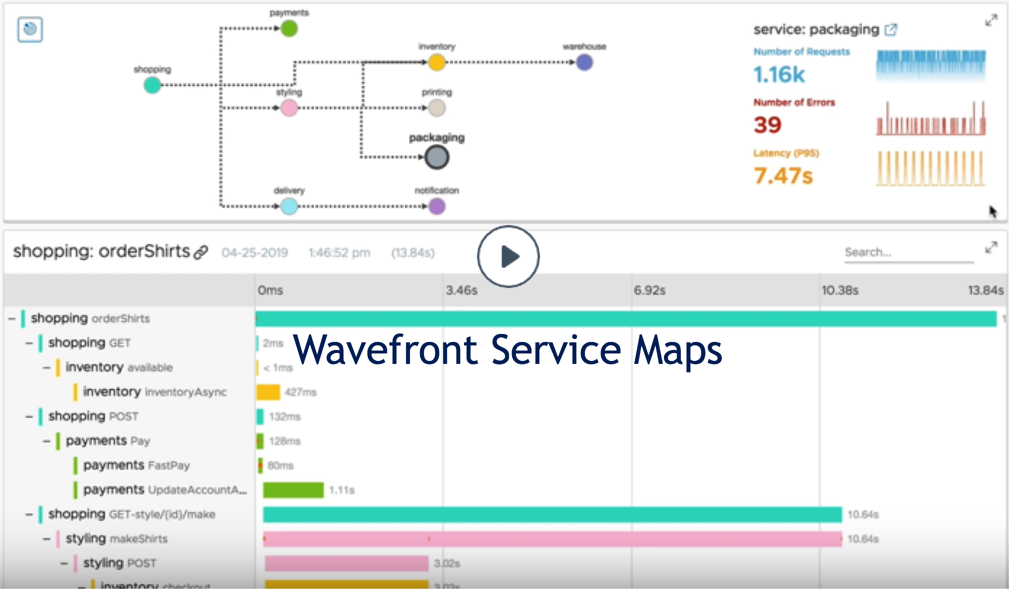 payments
service: packaging
Number of Requests
1.16k
Number of Errors
39
Latency (P95)
7.47s
inventory
warehouse
shopping
styling
printing
packaging
delivery
notification
shopping: orderShirts 04-25-2019 1:46:52 pm (13.84s) Search...
0ms 3.46s 6.92s 10.38s 13.84s
shopping orderShirts
shopping GET 2ms
Wavefront Service Maps
inventory available < 1ms
inventory inventoryAsync 427ms
shopping POST 132ms
payments Pay 128ms
payments FastPay 80ms
payments UpdateAccountA... 1.11s
shopping GET-style/{id}/make 10.64s
styling makeShirts 10.64s
styling POST 3.02s
inventory checkout 3.02s